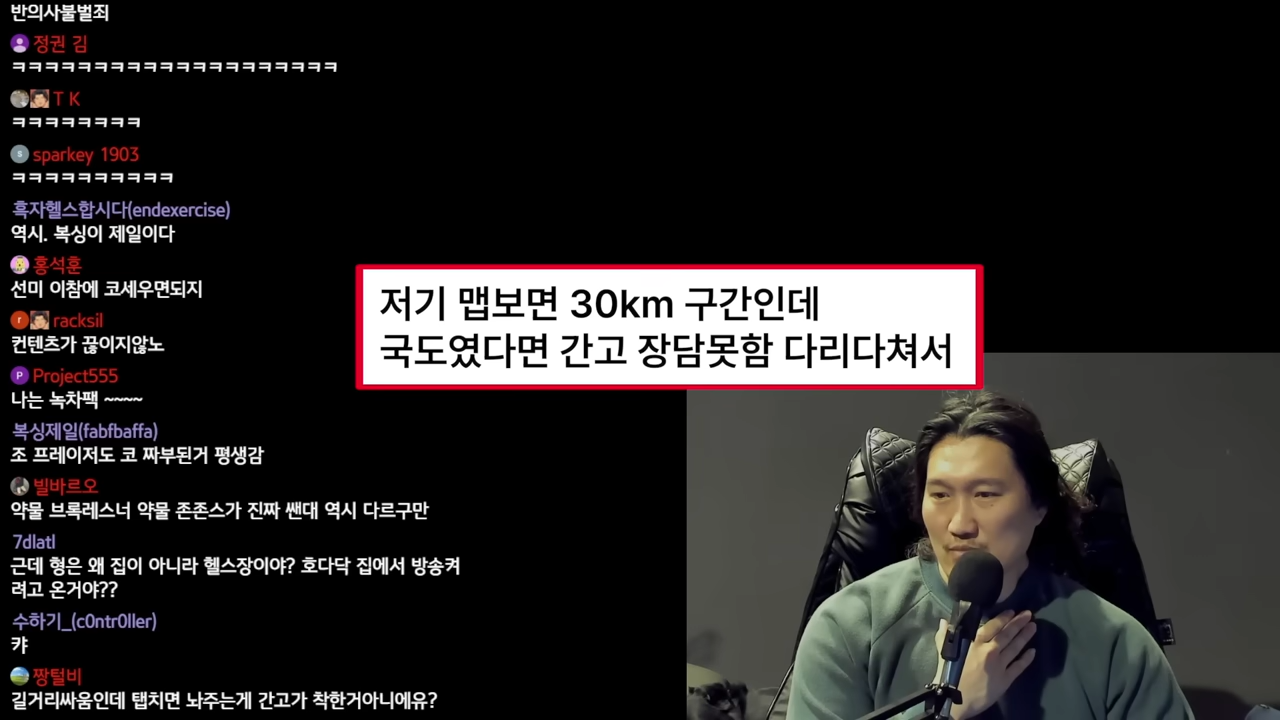 반의사불벌죄
정권 김
ㅋㅋㅋㅋㅋㅋㅋㅋㅋㅋㅋㅋㅋㅋㅋㅋㅋㅋㅋㅋ
T K
ㅋㅋㅋㅋㅋㅋㅋㅋ
s sparkey 1903
ㅋㅋㅋㅋㅋㅋㅋㅋㅋㅋ
흑자헬스합시다(endexercise)
역시. 복싱이 제일이다
홍석훈
선미 이참에 코세우면되지
r racksil
컨텐츠가 끊이지않노
P Project555
나는 녹차팩 ~~~~
복싱제일(fabfbaffa)
조 프레이저도 코 짜부된거 평생감
빌바르오
약물 브록레스너 약물 존존스가 진짜 쌘대 역시 다르구만
7dlatl
근데 형은 왜 집이 아니라 헬스장이야? 호다닥 집에서 방송켜
려고 온거야??
수하기_(c0ntr0ller)
캬
짱털비
길거리싸움인데 탭치면 놔주는게 간고가 착한거아니에유?
저기 맵보면 30km 구간인데
국도였다면 간고 장담못함 다리다쳐서